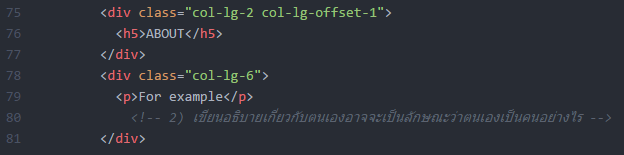 75 <div class="col-lg-2 col-lg-offset-1">
76 <h5>ABOUT</h5>
77 </div>
78 <div class="col-lg-6">
79 <p>For example</p>
80 <!-- 2) เขียนอธิบายเกี่ยวกับตนเองอาจจะเป็นลักษณะว่าตนเองเป็นคนอย่างไร -->
81 </div>